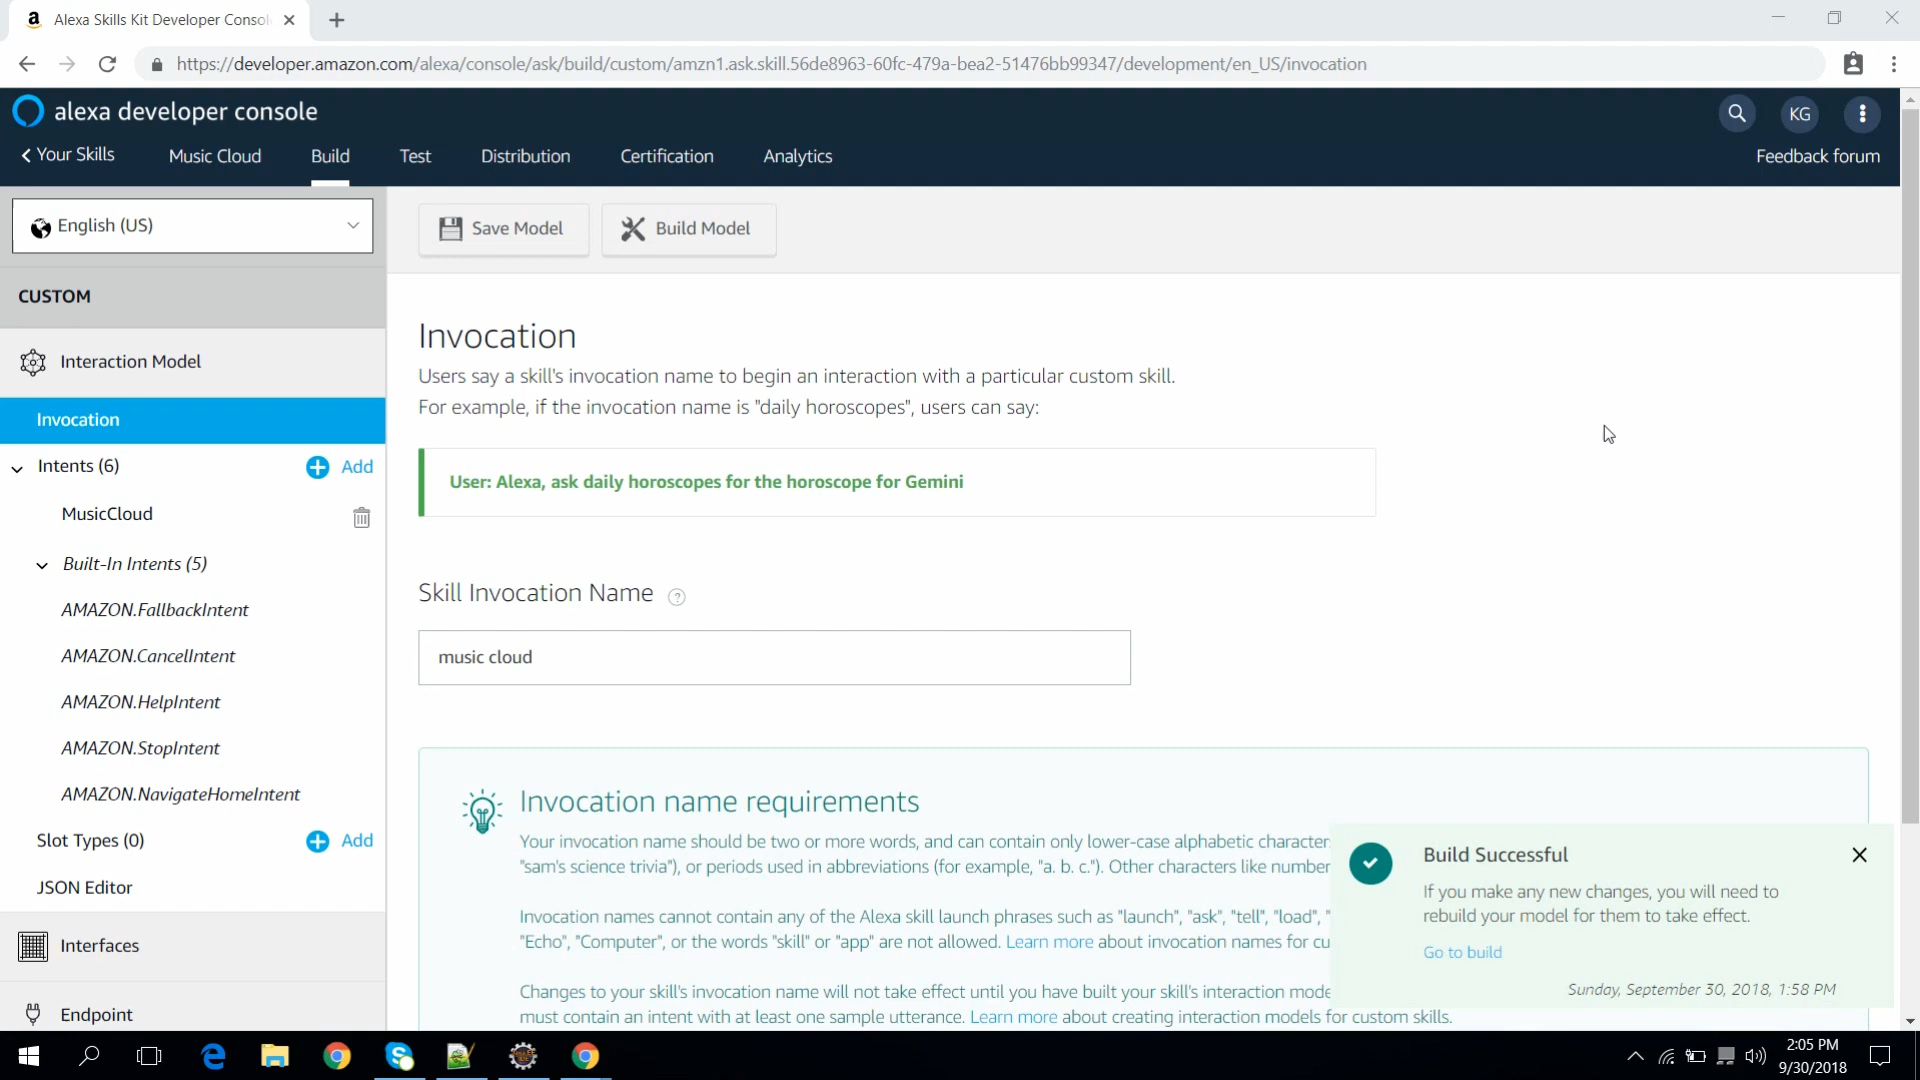 a Alexa Skills Kit Developer Consol
https://developer.amazon.com/alexa/console/ask/build/custom/amzn1.ask.skill.56de8963-60fc-479a-bea2-51476bb99347/development/en_US/invocation
alexa developer console
KG
Your Skills Music Cloud Build Test Distribution Certification Analytics Feedback forum
English (US)
Save Model Build Model
CUSTOM
Interaction Model
Invocation
Intents (6) Add
MusicCloud
Built-In Intents (5)
AMAZON.FallbackIntent
AMAZON.CancelIntent
AMAZON.HelpIntent
AMAZON.StopIntent
AMAZON.NavigateHomeIntent
Slot Types (0) Add
JSON Editor
Interfaces
Endpoint
Invocation
Users say a skill's invocation name to begin an interaction with a particular custom skill.
For example, if the invocation name is "daily horoscopes", users can say:
User: Alexa, ask daily horoscopes for the horoscope for Gemini
Skill Invocation Name ?
music cloud
Invocation name requirements
Your invocation name should be two or more words, and can contain only lower-case alphabetic character
"sam's science trivia"), or periods used in abbreviations (for example, "a. b. c."). Other characters like number
Invocation names cannot contain any of the Alexa skill launch phrases such as "launch", "ask", "tell", "load", "
"Echo", "Computer", or the words "skill" or "app" are not allowed. Learn more about invocation names for cu
Changes to your skill's invocation name will not take effect until you have built your skill's interaction mode
must contain an intent with at least one sample utterance. Learn more about creating interaction models for custom skills.
Build Successful
If you make any new changes, you will need to
rebuild your model for them to take effect.
Go to build
Sunday, September 30, 2018, 1:58 PM
2:05 PM
9/30/2018